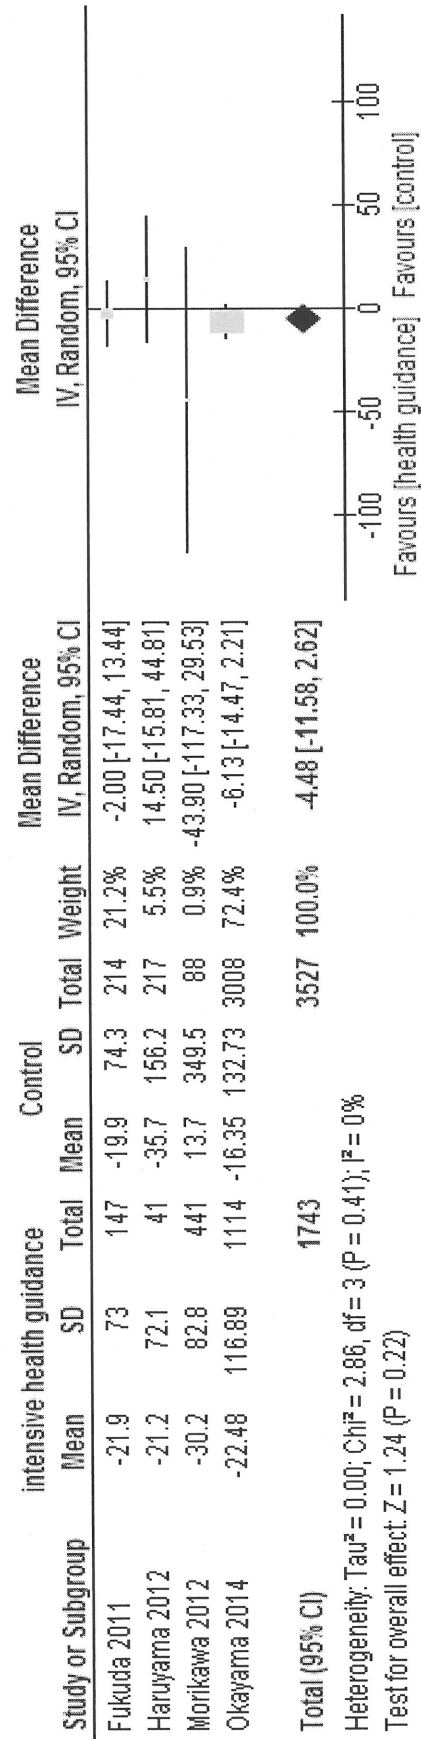 intensive health guidance Control Mean Difference Mean Difference
Study or Subgroup Mean SD Total Mean SD Total Weight IV, Random, 95% CI IV, Random, 95% CI
Fukuda 2011 -21.9 73 147 -19.9 74.3 214 21.2% -2.00 [-17.44, 13.44]
Haruyama 2012 -21.2 72.1 41 -35.7 156.2 217 5.5% 14.50 [-15.81, 44.81]
Morikawa 2012 -30.2 82.8 441 13.7 349.5 88 0.9% -43.90 [-117.33, 29.53]
Okayama 2014 -22.48 116.89 1114 -16.35 132.73 3008 72.4% -6.13 [-14.47, 2.21]
Total (95% CI) 1743 3527 100.0% -4.48 [-11.58, 2.62]
Heterogeneity: Tau² = 0.00; Chi² = 2.86, df = 3 (P = 0.41); I² = 0%
Test for overall effect: Z = 1.24 (P = 0.22)
-100 -50 0 50 100
Favours [health guidance] Favours [control]